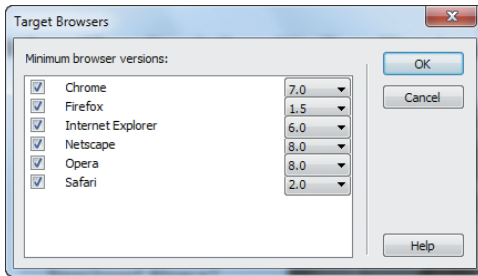 Target Browsers
Minimum browser versions:
OK
Chrome 7.0
Cancel
Firefox 1.5
Internet Explorer 6.0
Netscape 8.0
Opera 8.0
Safari 2.0
Help